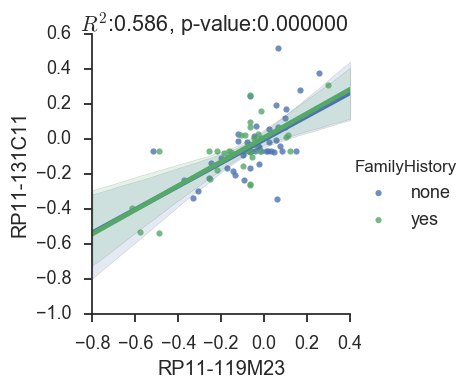 R²:0.586, p-value:0.000000
0.6
0.4
0.2
0.0
−0.2
−0.4
−0.6
−0.8
−1.0
RP11-131C11
−0.8 −0.6 −0.4 −0.2 0.0 0.2 0.4
RP11-119M23
FamilyHistory
none
yes